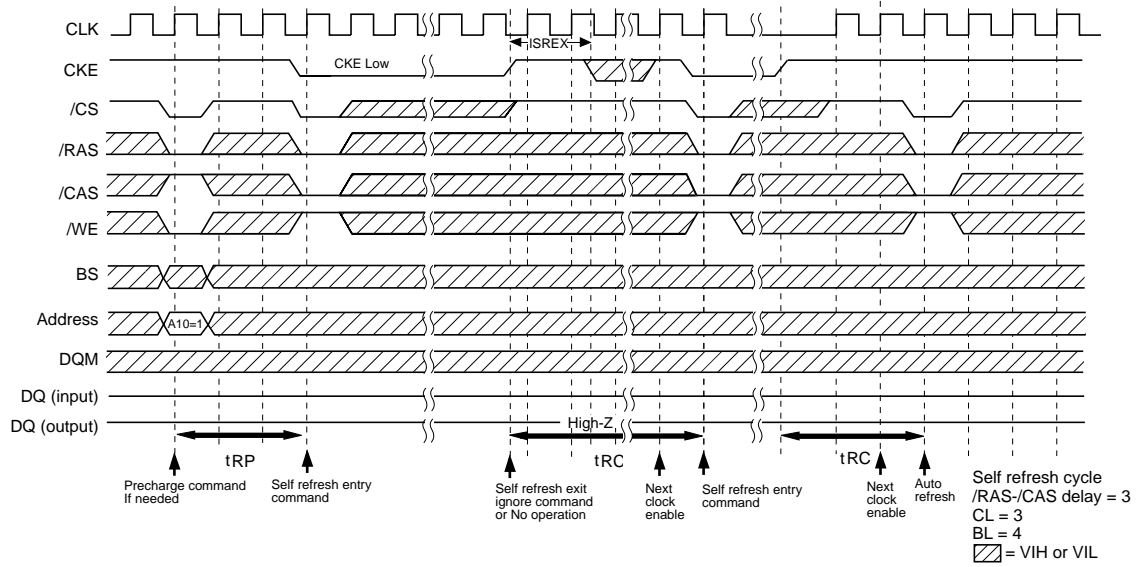 CLK
lSREX
CKE
CKE Low
/CS
/RAS
/CAS
/WE
BS
Address
A10=1
DQM
DQ (input)
DQ (output)
High-Z
tRP
tRC
tRC
Precharge command
If needed
Self refresh entry
command
Self refresh exit
ignore command
or No operation
Next
clock
enable
Self refresh entry
command
Next
clock
enable
Auto
refresh
Self refresh cycle
/RAS-/CAS delay = 3
CL = 3
BL = 4
= VIH or VIL